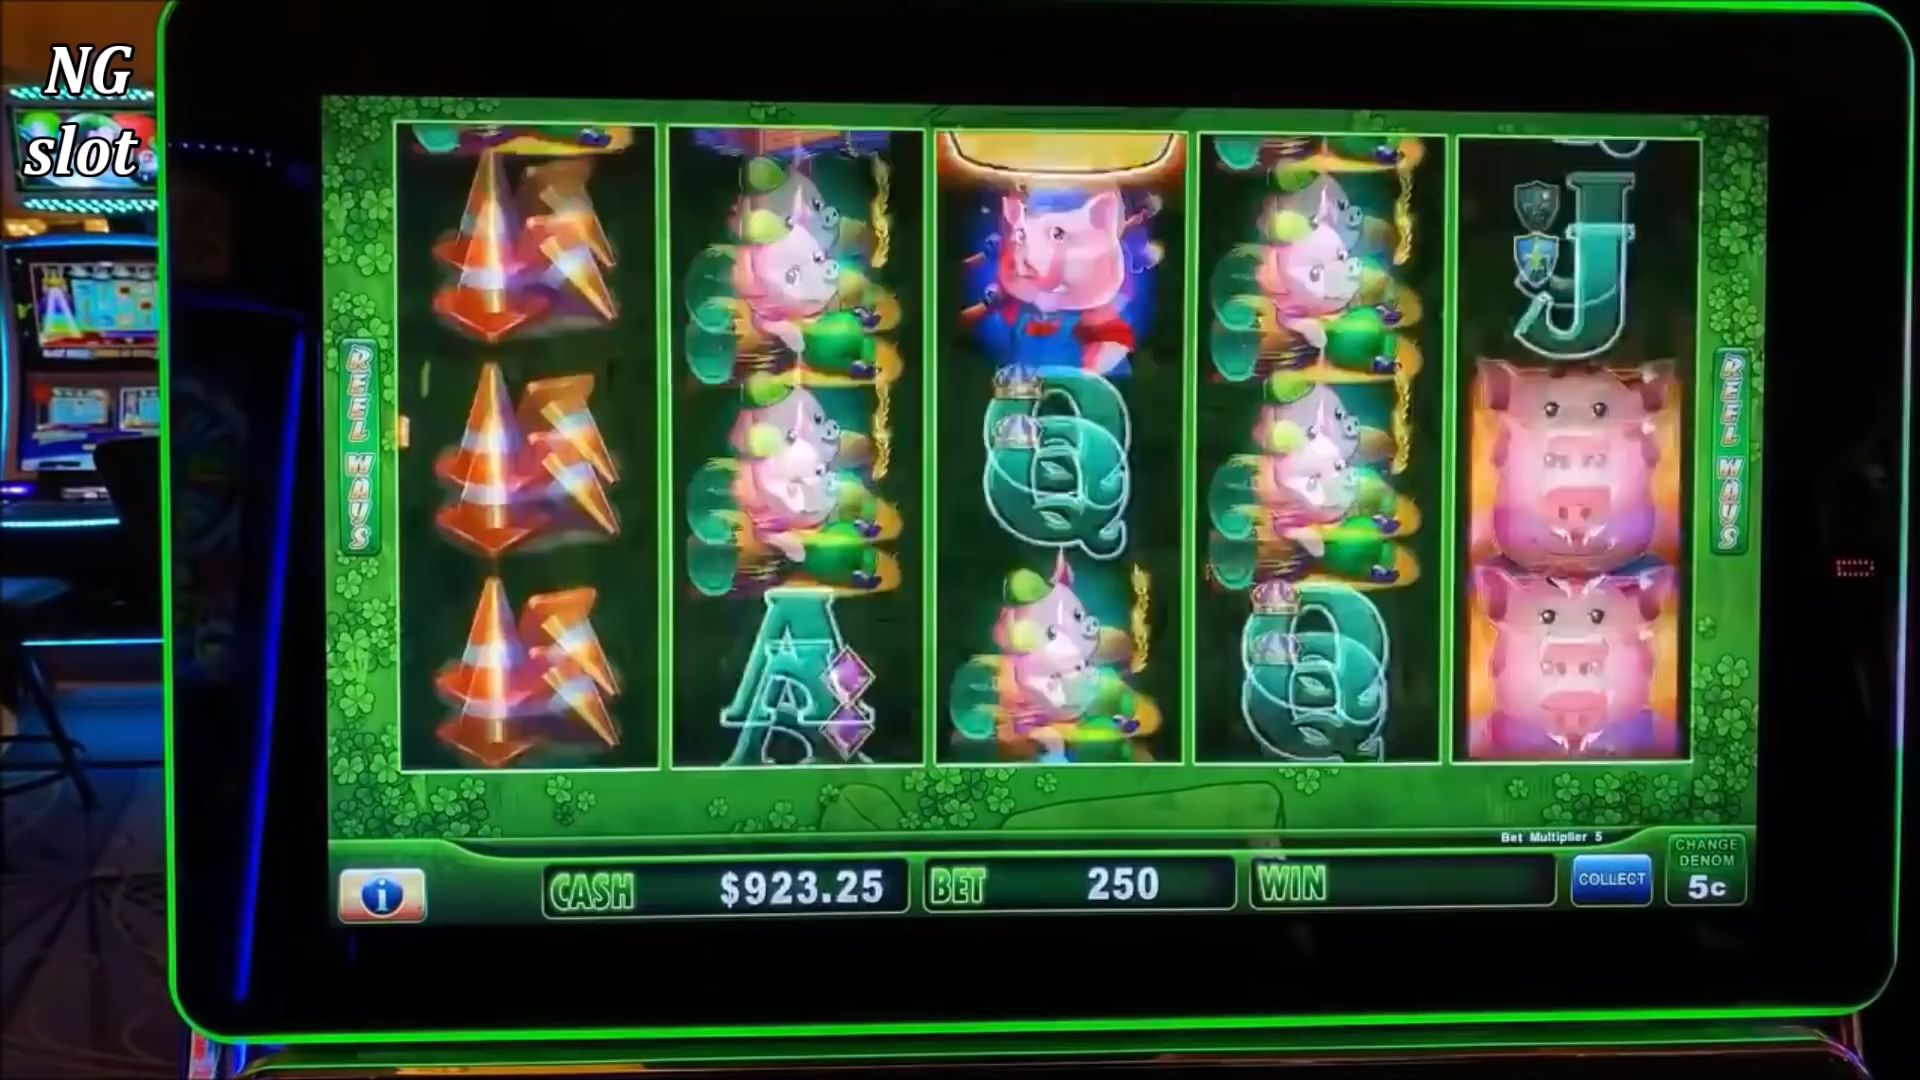 NG
slot
REEL WAYS
REEL WAYS
J
Q
A
Q
Bet Multiplier 5
CASH $923.25
BET 250
WIN
COLLECT
CHANGE
DENOM
5c
i